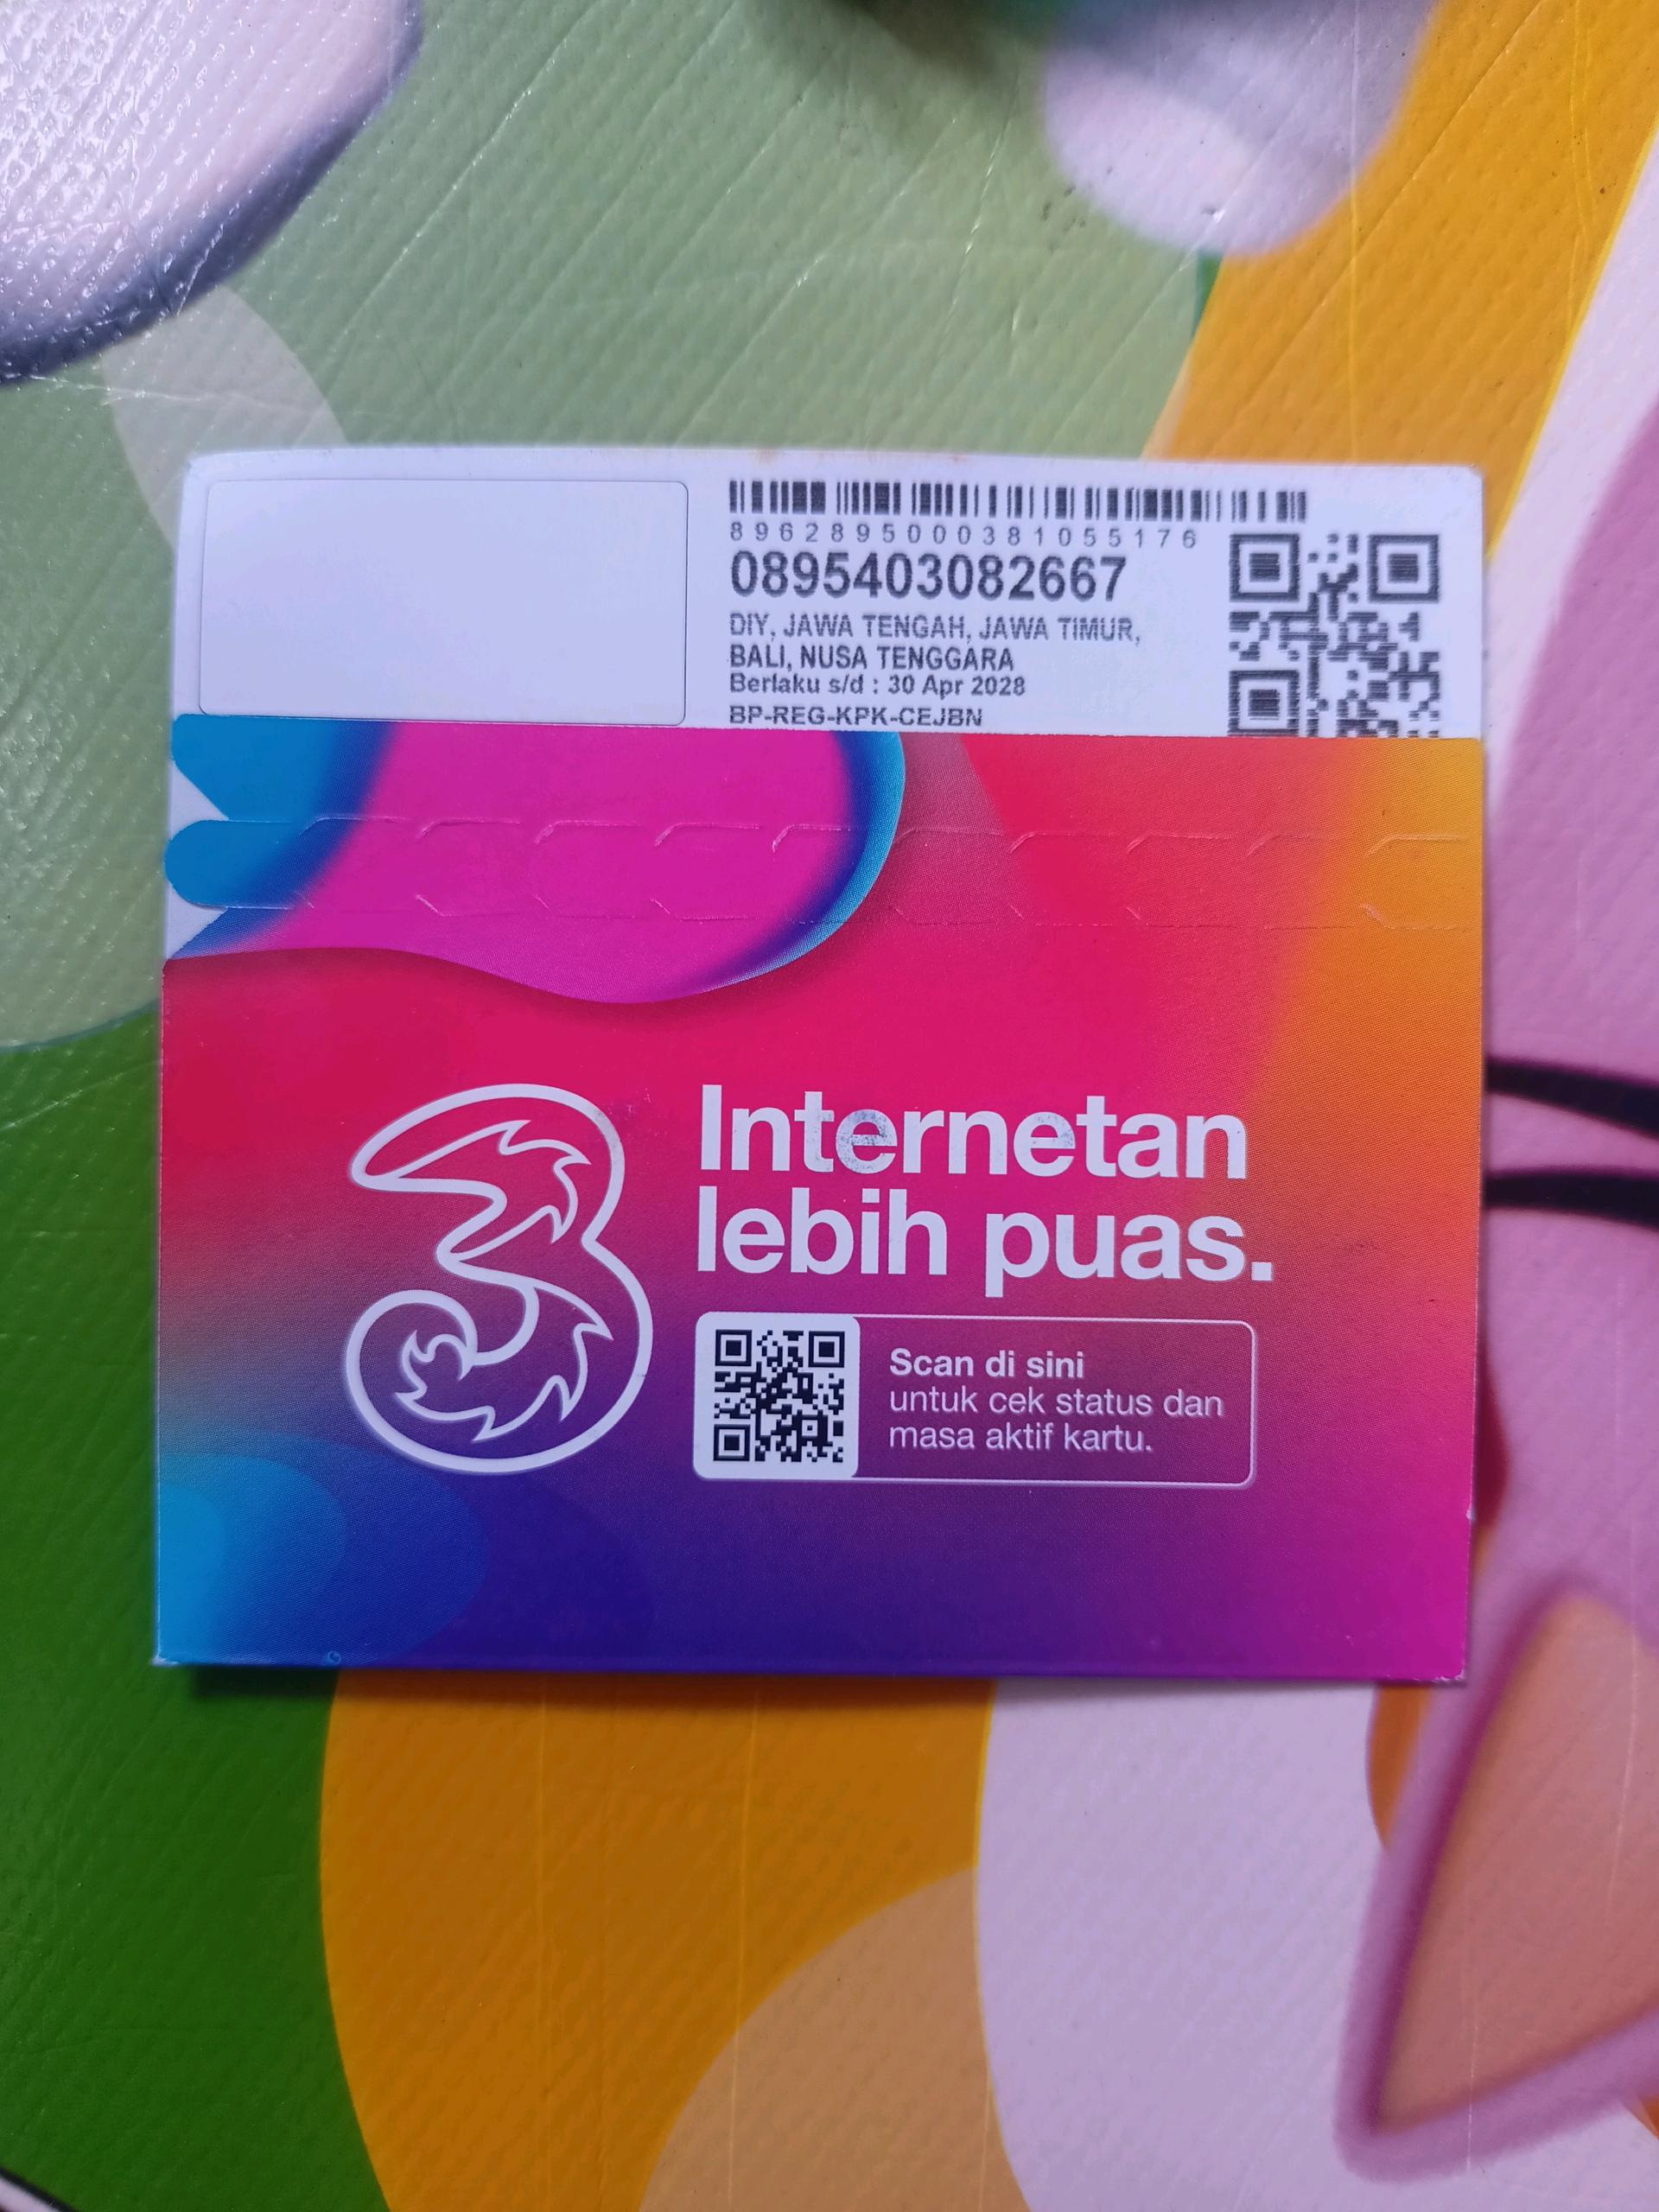 8962895000381055176
0895403082667
DIY, JAWA TENGAH, JAWA TIMUR,
BALI, NUSA TENGGARA
Berlaku s/d : 30 Apr 2028
BP-REG-KPK-CEJBN
3
Internetan
lebih puas.
Scan di sini
untuk cek status dan
masa aktif kartu.